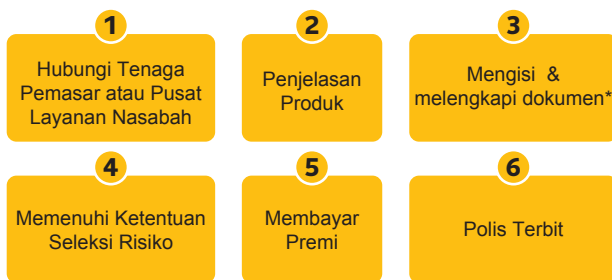 1
Hubungi Tenaga
Pemasar atau Pusat
Layanan Nasabah
2
Penjelasan
Produk
3
Mengisi &
melengkapi dokumen*
4
Memenuhi Ketentuan
Seleksi Risiko
5
Membayar
Premi
6
Polis Terbit